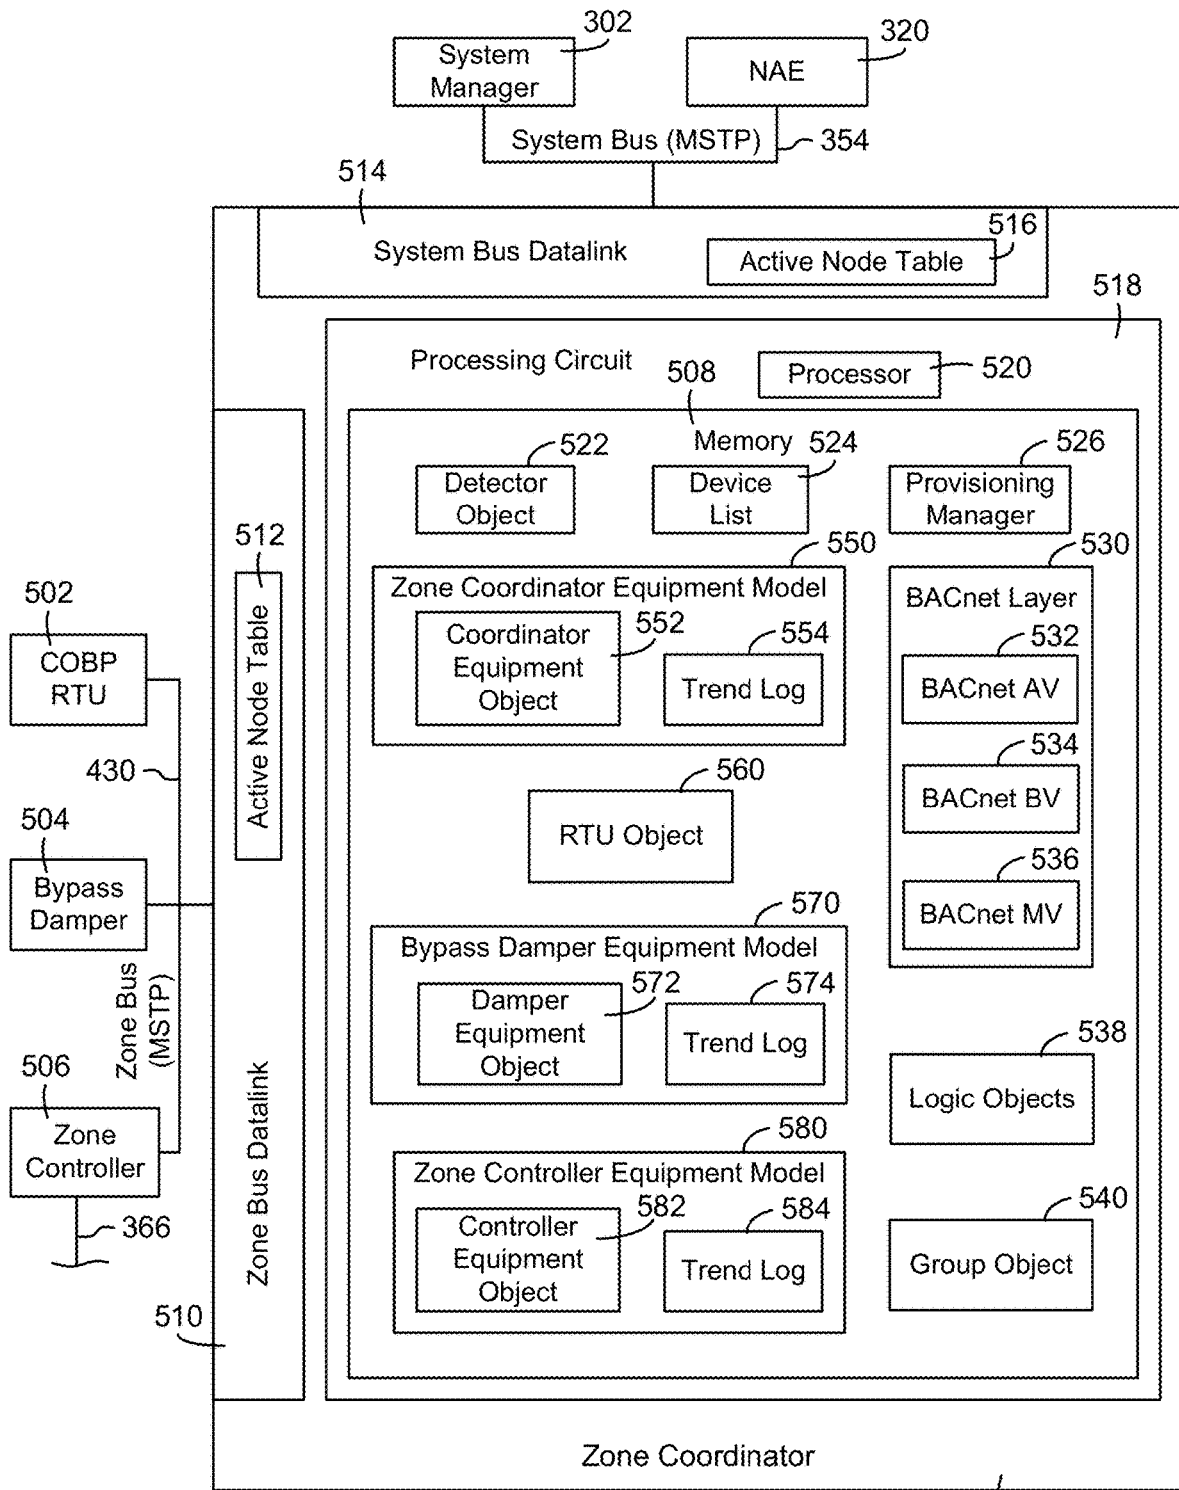 302
320
System
Manager
NAE
System Bus (MSTP)
354
514
System Bus Datalink
516
Active Node Table
518
Processing Circuit
Processor
520
508
Memory
522
Detector
Object
524
Device
List
526
Provisioning
Manager
512
Active Node Table
550
Zone Coordinator Equipment Model
Coordinator
Equipment
Object
552
554
Trend Log
530
BACnet Layer
532
BACnet AV
534
BACnet BV
536
BACnet MV
502
COBP
RTU
430
560
RTU Object
504
Bypass
Damper
Zone Bus
(MSTP)
570
Bypass Damper Equipment Model
Damper
Equipment
Object
572
574
Trend Log
538
Logic Objects
506
Zone
Controller
366
Zone Bus Datalink
510
580
Zone Controller Equipment Model
Controller
Equipment
Object
582
584
Trend Log
540
Group Object
Zone Coordinator